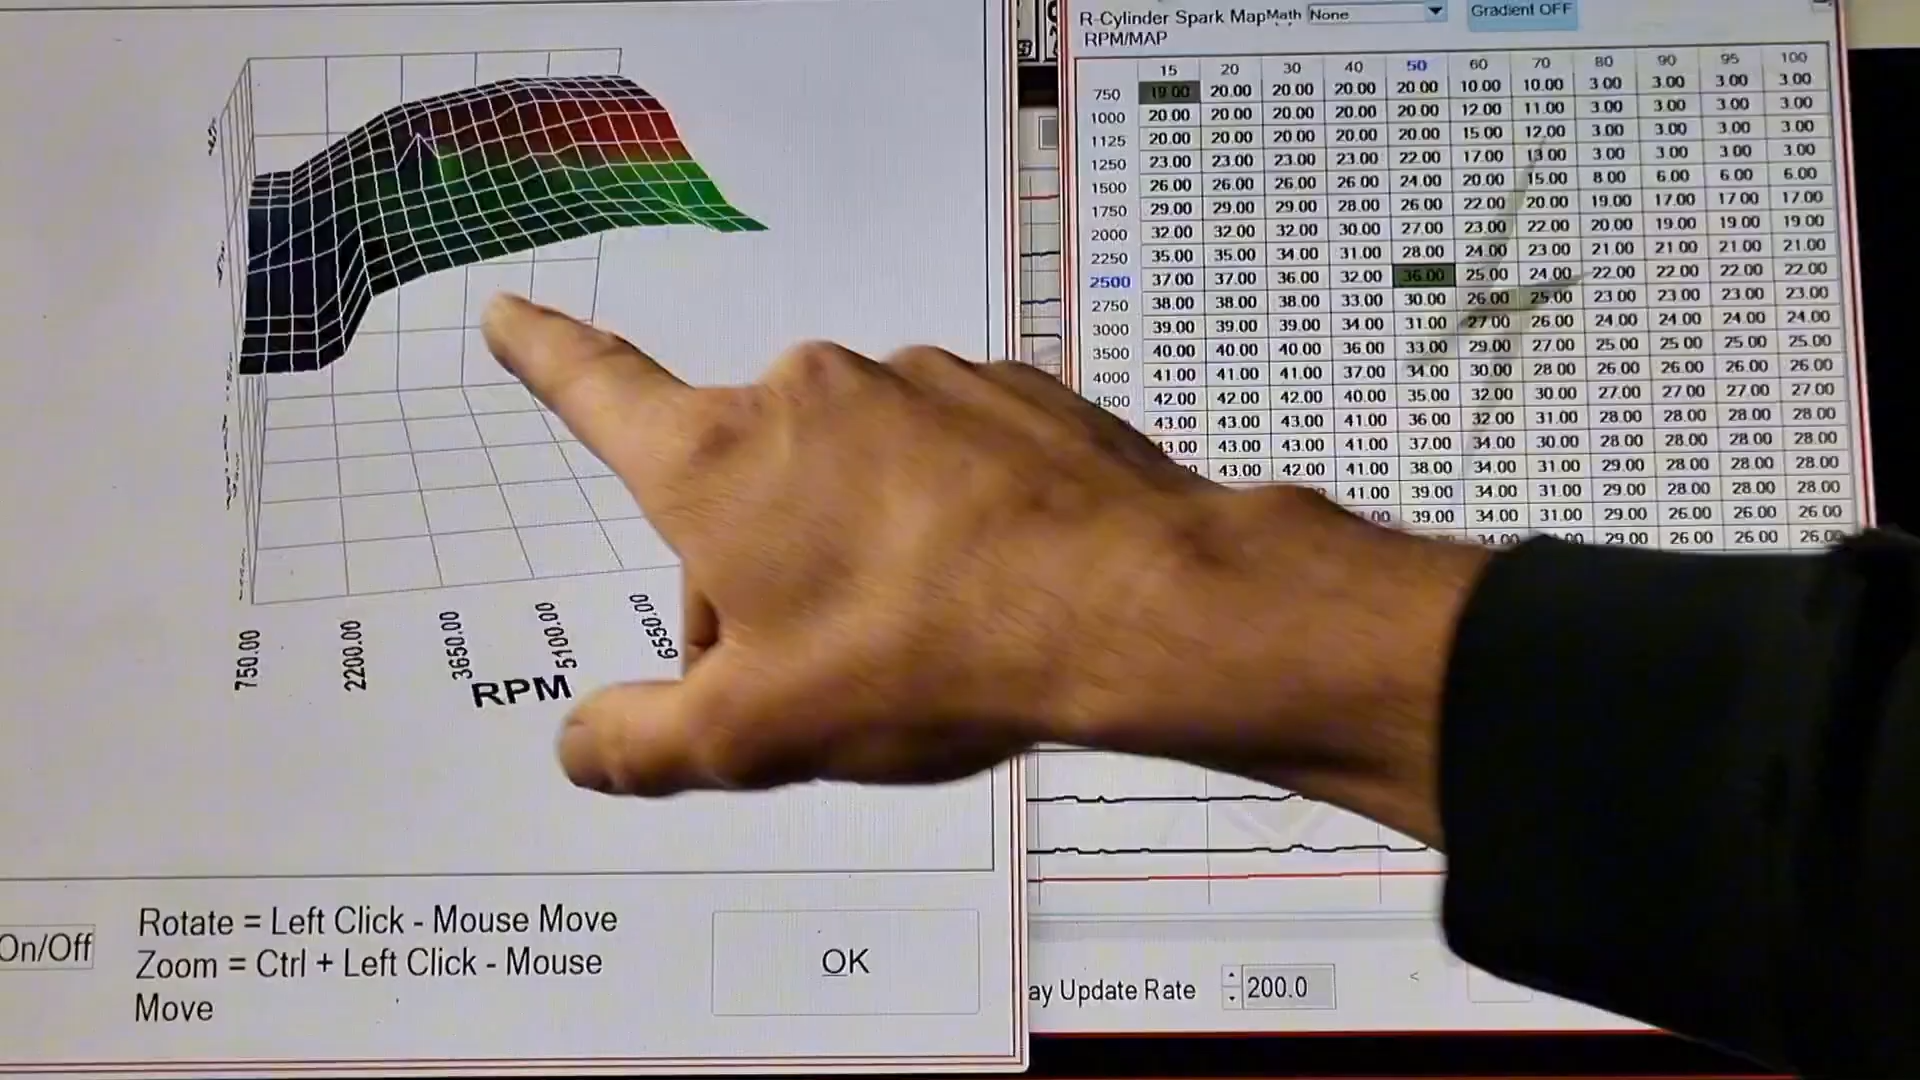 R-Cylinder Spark Map Math None Gradient OFF
RPM/MAP
15 20 30 40 50 60 70 80 90 95 100
750 19.00 20.00 20.00 20.00 20.00 10.00 10.00 3.00 3.00 3.00 3.00
1000 20.00 20.00 20.00 20.00 20.00 12.00 11.00 3.00 3.00 3.00 3.00
1125 20.00 20.00 20.00 20.00 20.00 15.00 12.00 3.00 3.00 3.00 3.00
1250 23.00 23.00 23.00 23.00 22.00 17.00 13.00 3.00 3.00 3.00 3.00
1500 26.00 26.00 26.00 26.00 24.00 20.00 15.00 8.00 6.00 6.00 6.00
1750 29.00 29.00 29.00 28.00 26.00 22.00 20.00 19.00 17.00 17.00 17.00
2000 32.00 32.00 32.00 30.00 27.00 23.00 22.00 20.00 19.00 19.00 19.00
2250 35.00 35.00 34.00 31.00 28.00 24.00 23.00 21.00 21.00 21.00 21.00
2500 37.00 37.00 36.00 32.00 36.00 25.00 24.00 22.00 22.00 22.00 22.00
2750 38.00 38.00 38.00 33.00 30.00 26.00 25.00 23.00 23.00 23.00 23.00
3000 39.00 39.00 39.00 34.00 31.00 27.00 26.00 24.00 24.00 24.00 24.00
3500 40.00 40.00 40.00 36.00 33.00 29.00 27.00 25.00 25.00 25.00 25.00
4000 41.00 41.00 41.00 37.00 34.00 30.00 28.00 26.00 26.00 26.00 26.00
4500 42.00 42.00 42.00 40.00 35.00 32.00 30.00 27.00 27.00 27.00 27.00
43.00 43.00 43.00 41.00 36.00 32.00 31.00 28.00 28.00 28.00 28.00
43.00 43.00 43.00 41.00 37.00 34.00 30.00 28.00 28.00 28.00 28.00
43.00 42.00 41.00 38.00 34.00 31.00 29.00 28.00 28.00 28.00
41.00 39.00 34.00 31.00 29.00 28.00 28.00 28.00
39.00 34.00 31.00 29.00 26.00 26.00 26.00
34.00 29.00 26.00 26.00 26.00
750.00 2200.00 3650.00 5100.00 6550.00
RPM
On/Off
Rotate = Left Click - Mouse Move
Zoom = Ctrl + Left Click - Mouse
Move
OK
ay Update Rate 200.0 <